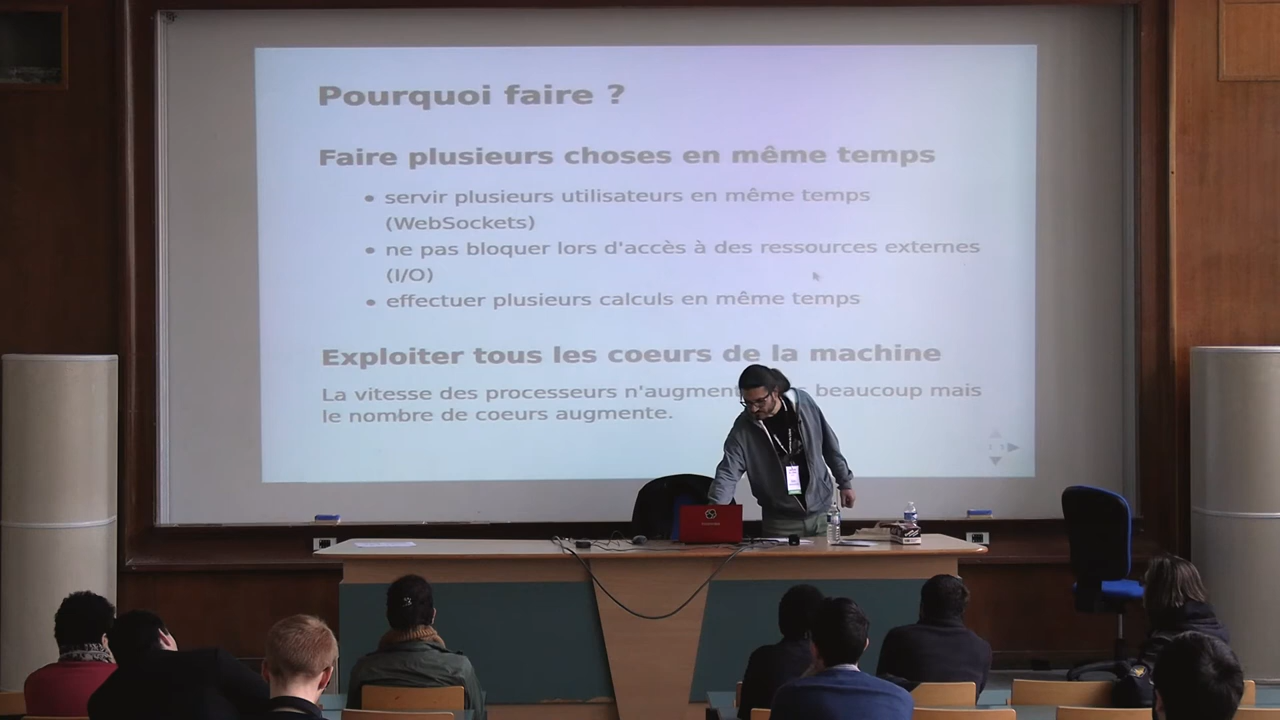 Pourquoi faire ?
Faire plusieurs choses en même temps
• servir plusieurs utilisateurs en même temps
(WebSockets)
• ne pas bloquer lors d'accès à des ressources externes
(I/O)
• effectuer plusieurs calculs en même temps
Exploiter tous les coeurs de la machine
La vitesse des processeurs n'augment beaucoup mais
le nombre de coeurs augmente.